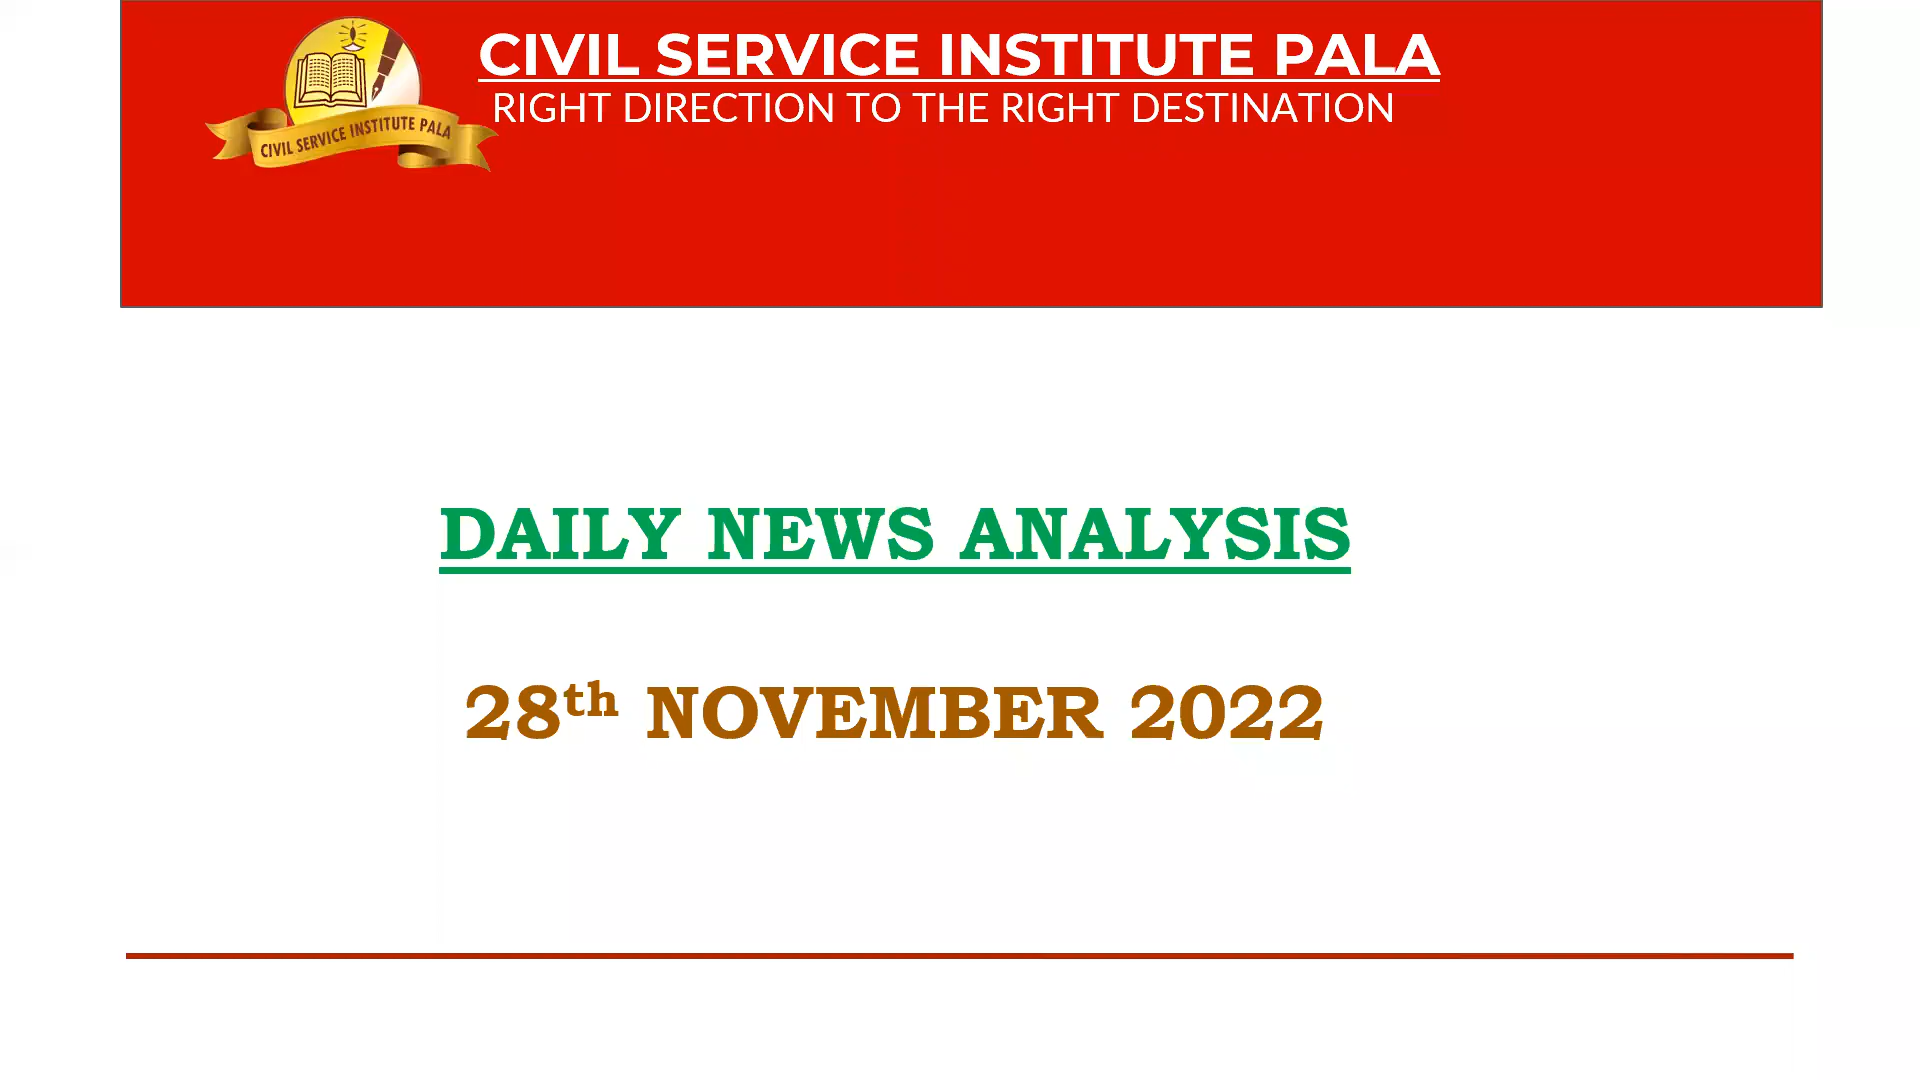 CIVIL SERVICE INSTITUTE PALA
RIGHT DIRECTION TO THE RIGHT DESTINATION
CIVIL SERVICE INSTITUTE PALA
DAILY NEWS ANALYSIS
28th NOVEMBER 2022